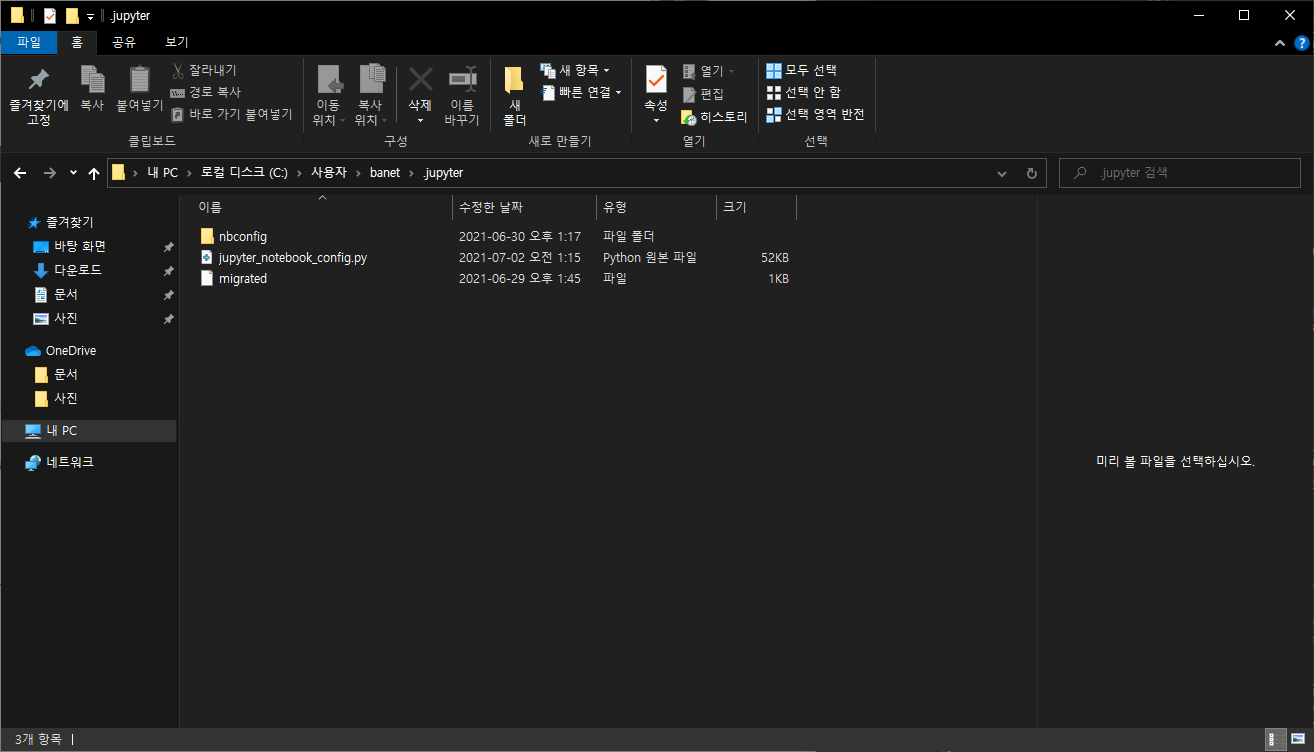 .jupyter
파일 홈 공유 보기
즐겨찾기에 고정
복사
붙여넣기
잘라내기
경로 복사
바로 가기 붙여넣기
클립보드
이동 위치
복사 위치
삭제
이름 바꾸기
구성
새 폴더
새 항목
빠른 연결
새로 만들기
속성
열기
편집
히스토리
열기
모두 선택
선택 안 함
선택 영역 반전
선택
내 PC › 로컬 디스크 (C:) › 사용자 › banet › .jupyter
.jupyter 검색
즐겨찾기
바탕 화면
다운로드
문서
사진
OneDrive
문서
사진
내 PC
네트워크
이름 수정한 날짜 유형 크기
nbconfig 2021-06-30 오후 1:17 파일 폴더
jupyter_notebook_config.py 2021-07-02 오전 1:15 Python 원본 파일 52KB
migrated 2021-06-29 오후 1:45 파일 1KB
미리 볼 파일을 선택하십시오.
3개 항목